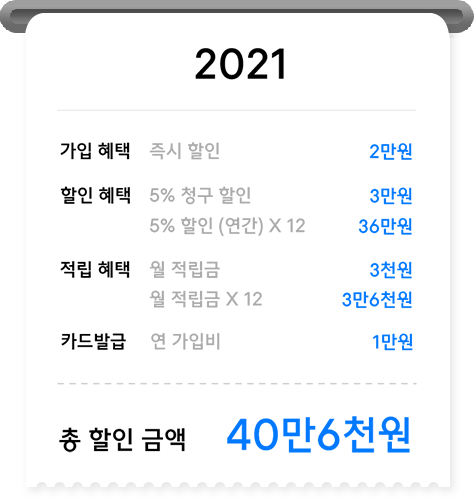 2021
가입 혜택 즉시 할인 2만원
할인 혜택 5% 청구 할인 3만원
5% 할인 (연간) X 12 36만원
적립 혜택 월 적립금 3천원
월 적립금 X 12 3만6천원
카드발급 연 가입비 1만원
총 할인 금액 40만6천원